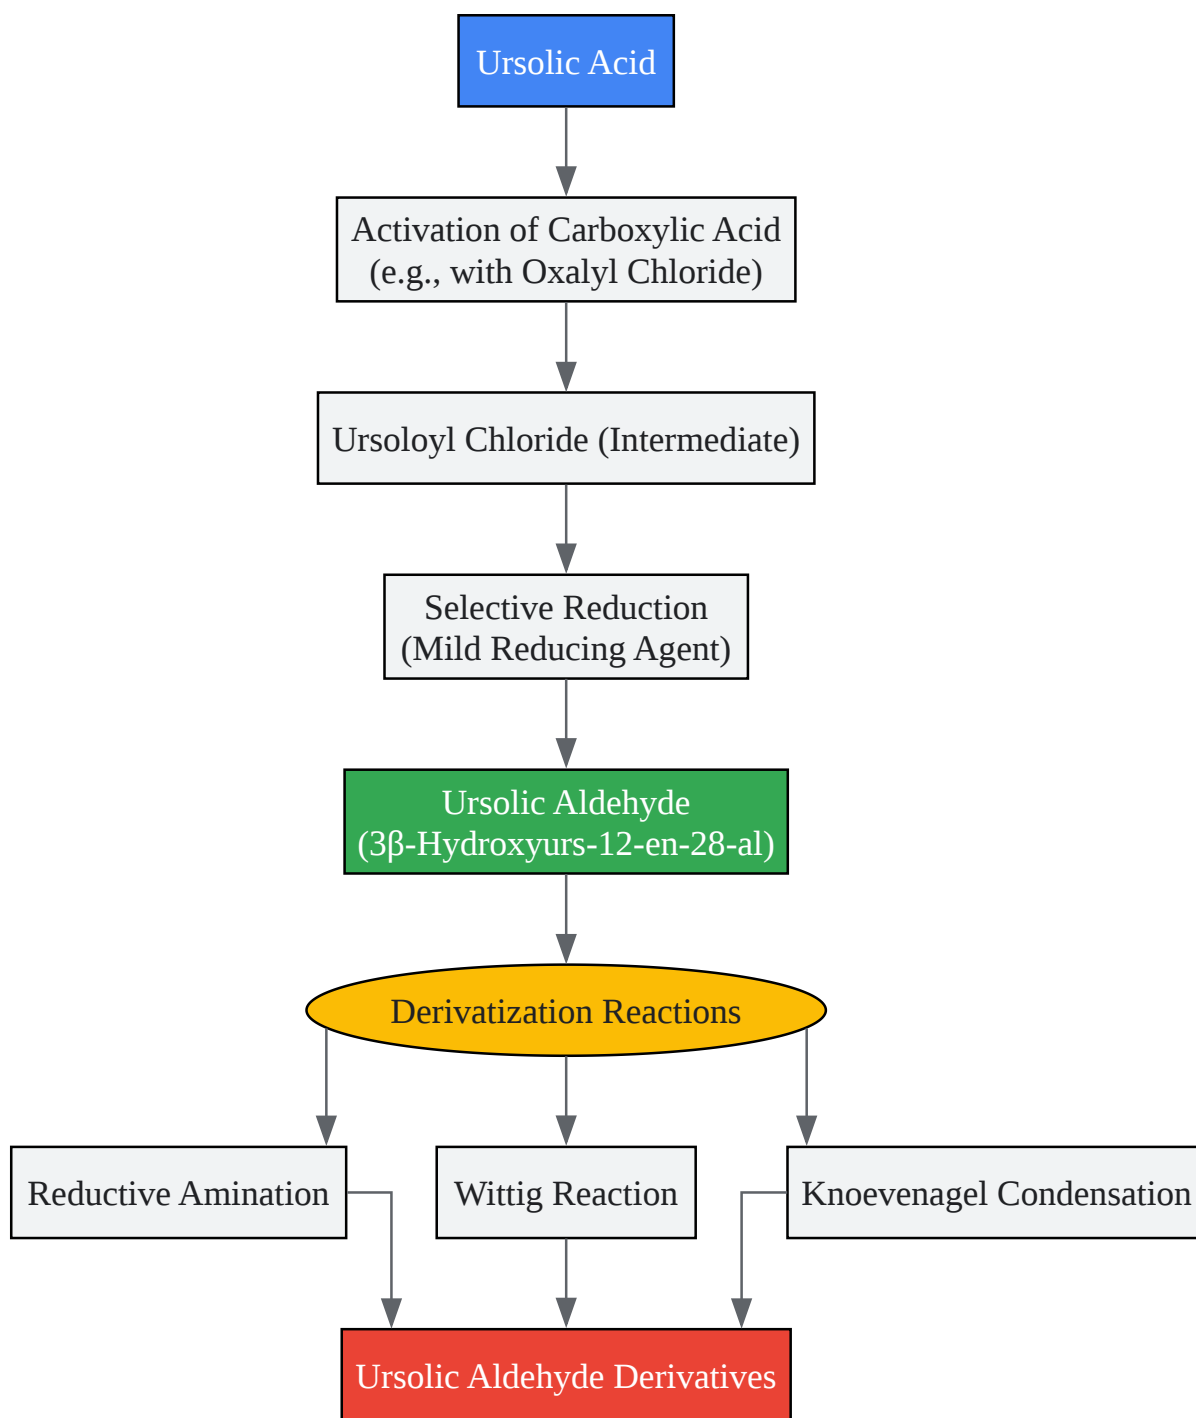 Ursolic Acid
Activation of Carboxylic Acid
(e.g., with Oxalyl Chloride)
Ursoloyl Chloride (Intermediate)
Selective Reduction
(Mild Reducing Agent)
Ursolic Aldehyde
(3β-Hydroxyurs-12-en-28-al)
Derivatization Reactions
Reductive Amination
Wittig Reaction
Knoevenagel Condensation
Ursolic Aldehyde Derivatives